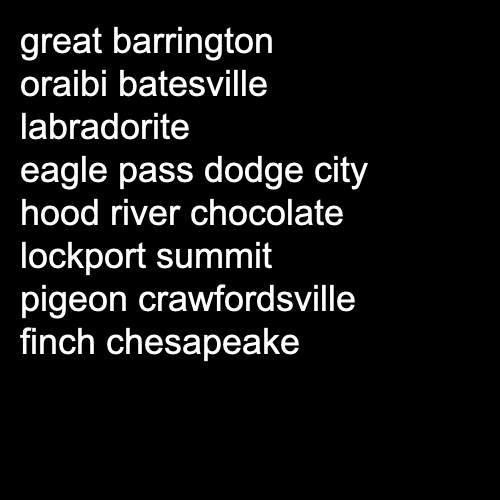 great barrington
oraibi batesville
labradorite
eagle pass dodge city
hood river chocolate
lockport summit
pigeon crawfordsville
finch chesapeake